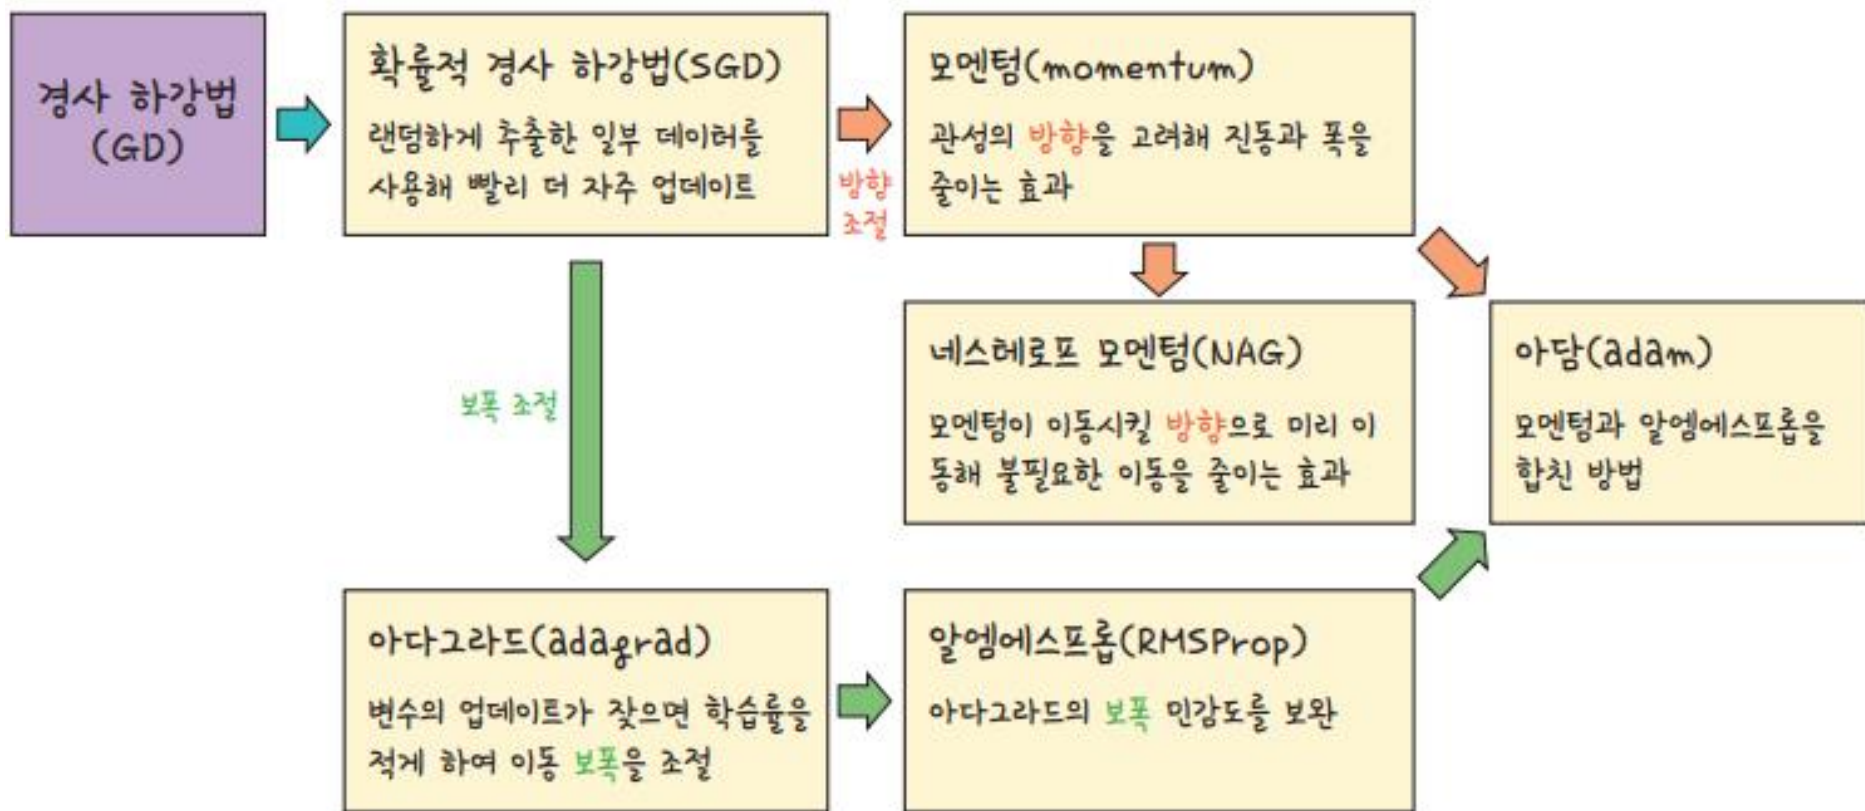 경사 하강법
(GD)
확률적 경사 하강법(SGD)
랜덤하게 추출한 일부 데이터를
사용해 빨리 더 자주 업데이트
방향
조절
모멘텀(momentum)
관성의 방향을 고려해 진동과 폭을
줄이는 효과
네스테로프 모멘텀(NAG)
모멘텀이 이동시킬 방향으로 미리 이
동해 불필요한 이동을 줄이는 효과
아담(adam)
모멘텀과 알엠에스프롭을
합친 방법
보폭 조절
아다그라드(adagrad)
변수의 업데이트가 잦으면 학습률을
적게 하여 이동 보폭을 조절
알엠에스프롭(RMSProp)
아다그라드의 보폭 민감도를 보완